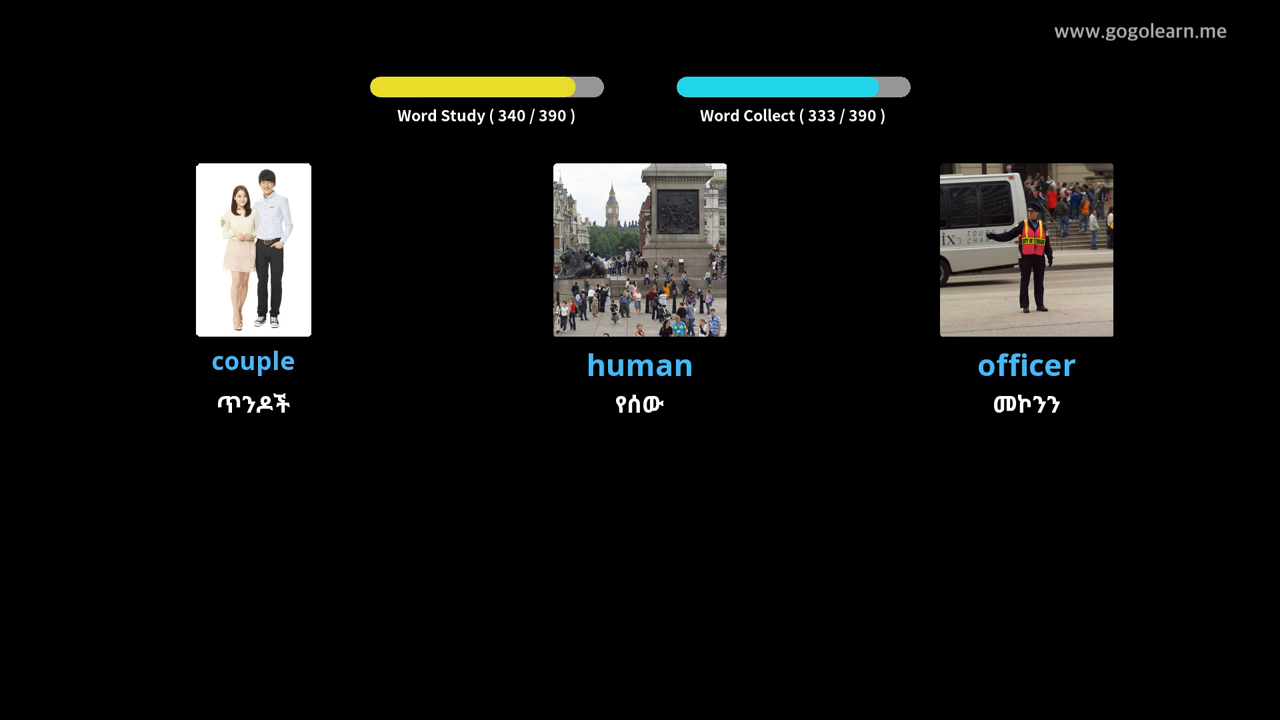 www.gogolearn.me
Word Study ( 340 / 390 )
Word Collect ( 333 / 390 )
couple
human
officer
ጥንዶች
የሰው
መኮንን